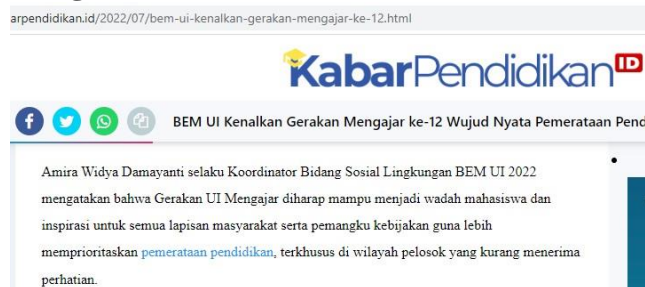 arpendidikan.id/2022/07/bem-ui-kenalkan-gerakan-mengajar-ke-12.html
KabarPendidikan ID
BEM UI Kenalkan Gerakan Mengajar ke-12 Wujud Nyata Pemerataan Pend
Amira Widya Damayanti selaku Koordinator Bidang Sosial Lingkungan BEM UI 2022
mengatakan bahwa Gerakan UI Mengajar diharap mampu menjadi wadah mahasiswa dan
inspirasi untuk semua lapisan masyarakat serta pemangku kebijakan guna lebih
memprioritaskan pemerataan pendidikan, terkhusus di wilayah pelosok yang kurang menerima
perhatian.